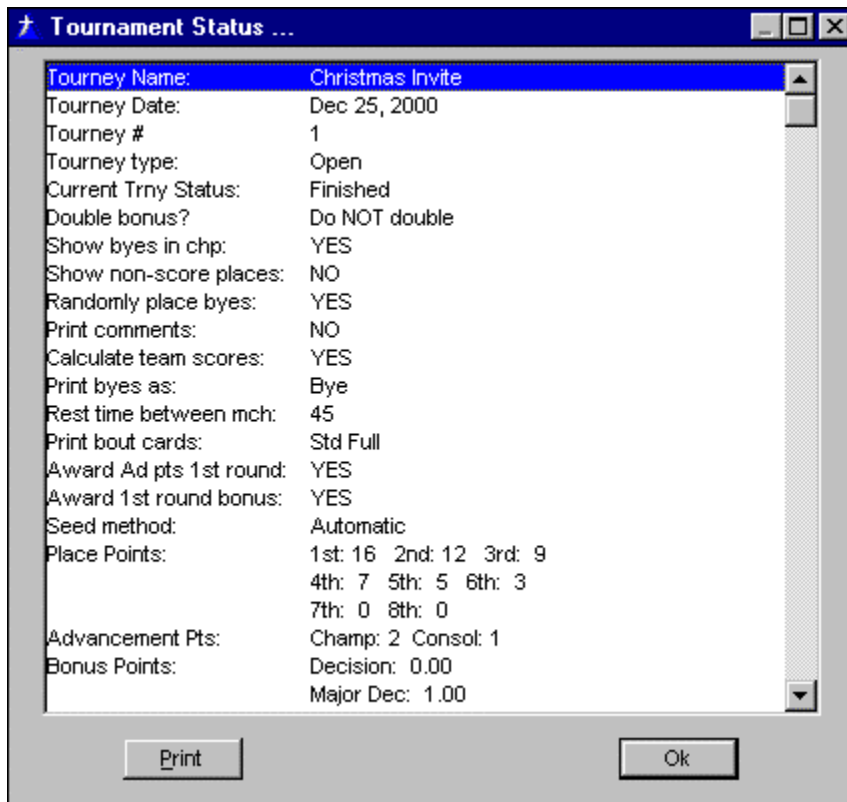 Tournament Status ...
Tourney Name: Christmas Invite
Tourney Date: Dec 25, 2000
Tourney # 1
Tourney type: Open
Current Trny Status: Finished
Double bonus? Do NOT double
Show byes in chp: YES
Show non-score places: NO
Randomly place byes: YES
Print comments: NO
Calculate team scores: YES
Print byes as: Bye
Rest time between mch: 45
Print bout cards: Std Full
Award Ad pts 1st round: YES
Award 1st round bonus: YES
Seed method: Automatic
Place Points: 1st: 16 2nd: 12 3rd: 9
4th: 7 5th: 5 6th: 3
7th: 0 8th: 0
Advancement Pts: Champ: 2 Consol: 1
Bonus Points: Decision: 0.00
Major Dec: 1.00
Print Ok